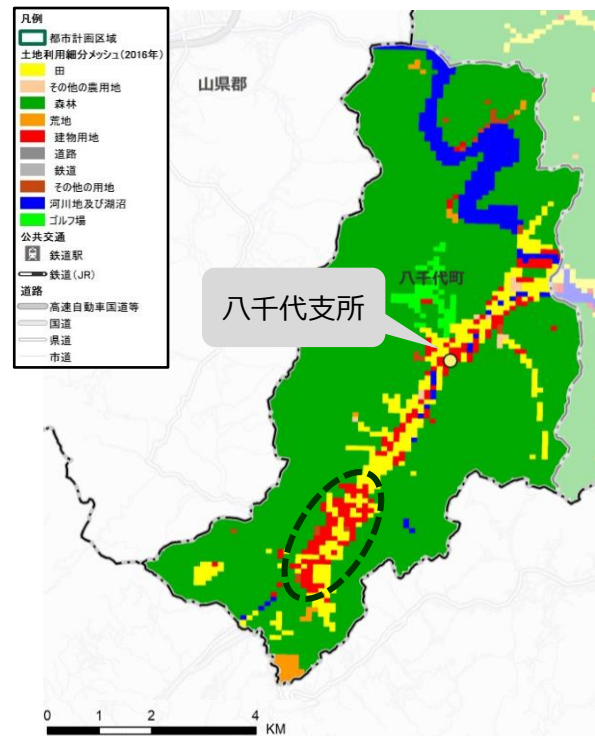 凡例
都市計画区域
土地利用細分メッシュ(2016年)
田
その他の農用地
森林
荒地
建物用地
道路
鉄道
その他の用地
河川地及び湖沼
ゴルフ場
公共交通
鉄道駅
鉄道(JR)
道路
高速自動車国道等
国道
県道
市道
山県郡
八千代町
八千代支所
0 1 2 4
KM